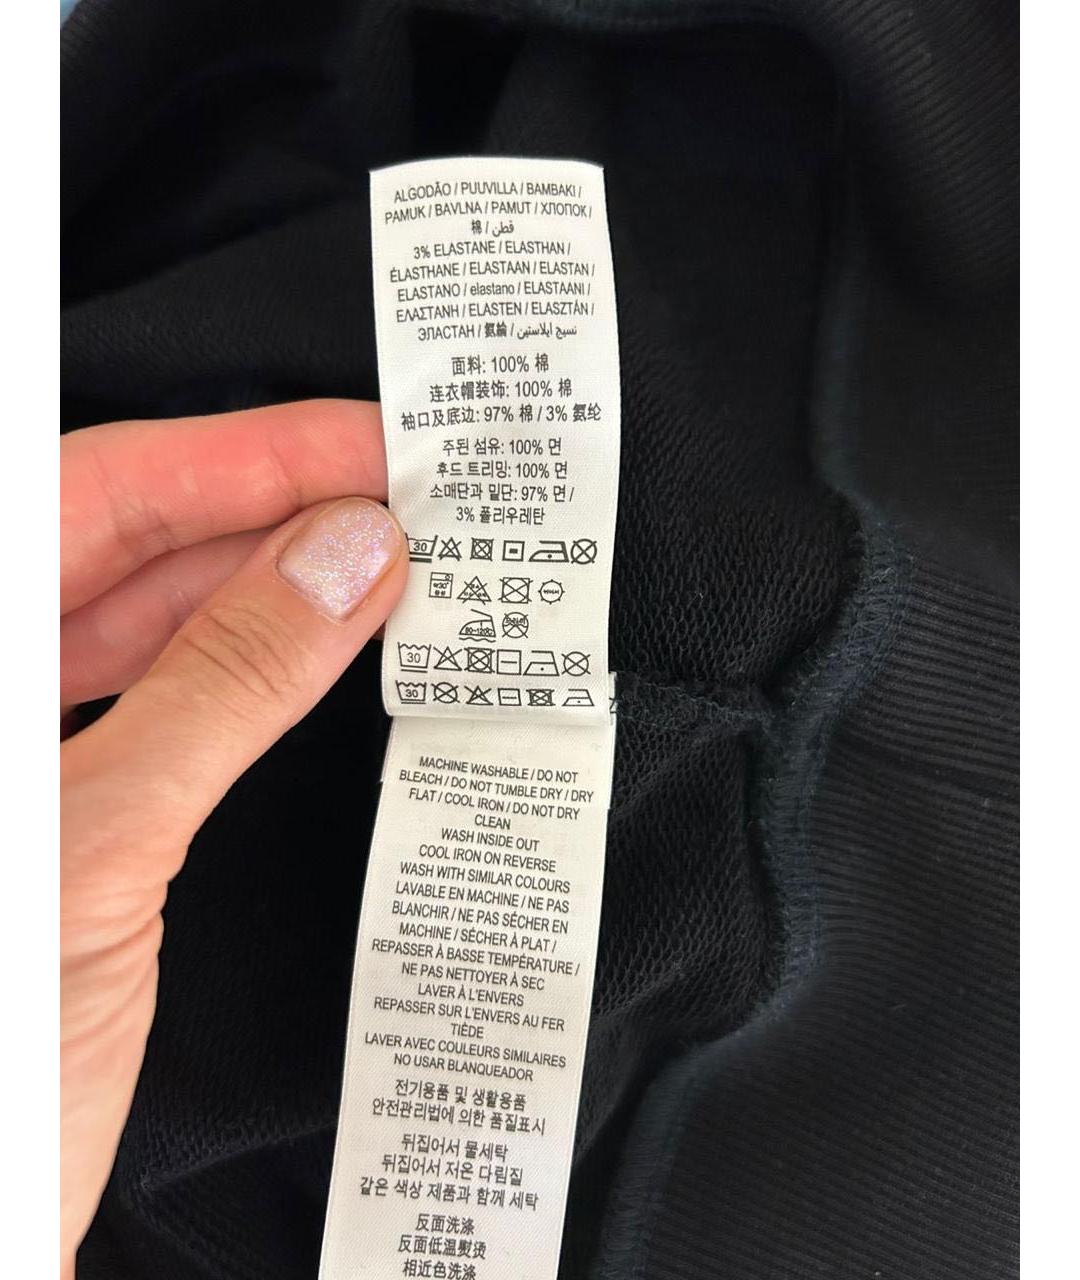 ALGODÃO / PUUVILLA / BAMBAKI /
PAMUK / BAVLNA / PAMUT / ХЛОПОК /
棉 / قطن
3% ELASTANE / ELASTHAN /
ÉLASTHANE / ELASTAAN / ELASTAN /
ELASTANO / elastano / ELASTAANI /
ΕΛΑΣΤΑΝΗ / ELASTEN / ELASZTÁN /
ЭЛАСТАН / 氨綸 / نسيج ايلاستين
面料: 100% 棉
连衣帽装饰: 100% 棉
袖口及底边: 97% 棉 / 3% 氨纶
주된 섬유: 100% 면
후드 트리밍: 100% 면
소매단과 밑단: 97% 면 /
3% 폴리우레탄
30
80~120℃
30
30
MACHINE WASHABLE / DO NOT
BLEACH / DO NOT TUMBLE DRY / DRY
FLAT / COOL IRON / DO NOT DRY
CLEAN
WASH INSIDE OUT
COOL IRON ON REVERSE
WASH WITH SIMILAR COLOURS
LAVABLE EN MACHINE / NE PAS
BLANCHIR / NE PAS SÉCHER EN
MACHINE / SÉCHER À PLAT /
REPASSER À BASSE TEMPÉRATURE /
NE PAS NETTOYER À SEC
LAVER À L'ENVERS
REPASSER SUR L'ENVERS AU FER
TIÉDE
LAVER AVEC COULEURS SIMILAIRES
NO USAR BLANQUEADOR
전기용품 및 생활용품
안전관리법에 의한 품질표시
뒤집어서 물세탁
뒤집어서 저온 다림질
같은 색상 제품과 함께 세탁
反面洗涤
反面低温熨烫
相近色洗涤